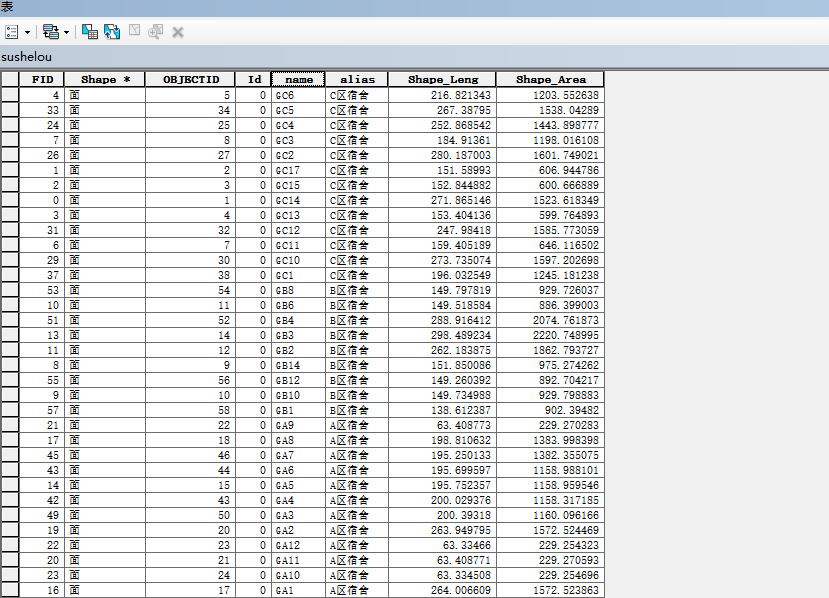 表
sushelou
FID Shape * OBJECTID Id name alias Shape_Leng Shape_Area
4 面 5 0 GC6 C区宿舍 216.821343 1203.552638
33 面 34 0 GC5 C区宿舍 267.38795 1538.04289
24 面 25 0 GC4 C区宿舍 252.868542 1443.898777
7 面 8 0 GC3 C区宿舍 184.91361 1198.016108
26 面 27 0 GC2 C区宿舍 280.187003 1601.749021
1 面 2 0 GC17 C区宿舍 151.58993 606.944786
2 面 3 0 GC15 C区宿舍 152.844882 600.666889
0 面 1 0 GC14 C区宿舍 271.865146 1523.618349
3 面 4 0 GC13 C区宿舍 153.404136 599.764893
31 面 32 0 GC12 C区宿舍 247.98418 1585.773059
6 面 7 0 GC11 C区宿舍 159.405189 646.116502
29 面 30 0 GC10 C区宿舍 273.735074 1597.202698
37 面 38 0 GC1 C区宿舍 196.032549 1245.181238
53 面 54 0 GB8 B区宿舍 149.797819 929.726037
10 面 11 0 GB6 B区宿舍 149.518584 886.399003
51 面 52 0 GB4 B区宿舍 288.916412 2074.761873
13 面 14 0 GB3 B区宿舍 298.489234 2220.748995
11 面 12 0 GB2 B区宿舍 262.183875 1862.793727
8 面 9 0 GB14 B区宿舍 151.850086 975.274262
55 面 56 0 GB12 B区宿舍 149.260392 892.704217
9 面 10 0 GB10 B区宿舍 149.734988 929.798883
57 面 58 0 GB1 B区宿舍 138.612387 902.39482
21 面 22 0 GA9 A区宿舍 63.408773 229.270283
17 面 18 0 GA8 A区宿舍 198.810632 1383.998398
45 面 46 0 GA7 A区宿舍 195.250133 1382.355075
43 面 44 0 GA6 A区宿舍 195.699597 1158.988101
14 面 15 0 GA5 A区宿舍 195.752357 1158.959546
42 面 43 0 GA4 A区宿舍 200.029376 1158.317185
49 面 50 0 GA3 A区宿舍 200.39318 1160.096166
19 面 20 0 GA2 A区宿舍 263.949795 1572.524469
22 面 23 0 GA12 A区宿舍 63.33466 229.254323
20 面 21 0 GA11 A区宿舍 63.408771 229.270593
23 面 24 0 GA10 A区宿舍 63.334508 229.254696
16 面 17 0 GA1 A区宿舍 264.006609 1572.523863